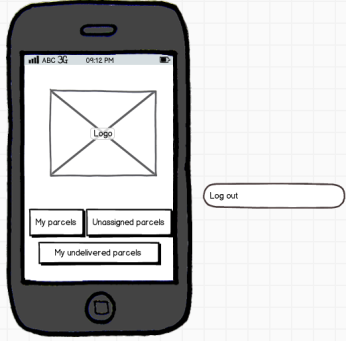 ABC 3G 09:12 PM
Logo
My parcels Unassigned parcels
My undelivered parcels
Log out